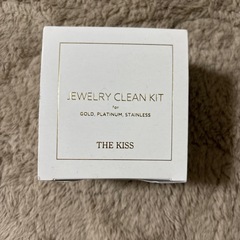 JEWELRY CLEAN KIT
for
GOLD, PLATINUM, STAINLESS
THE KISS